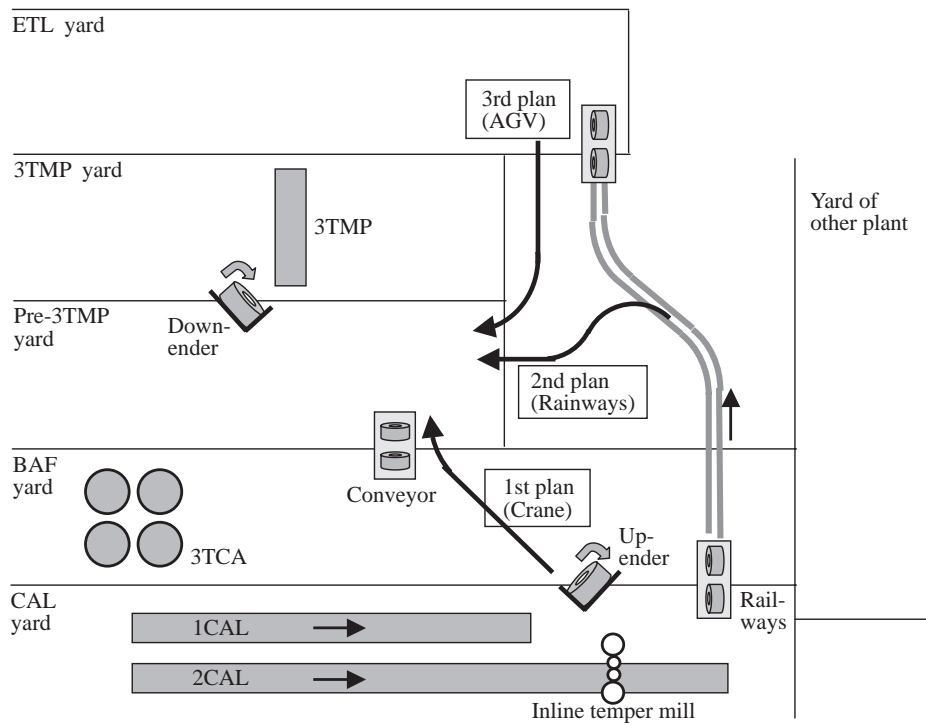 ETL yard
3rd plan
(AGV)
3TMP yard
3TMP
Yard of
other plant
Pre-3TMP
yard
Down-
ender
2nd plan
(Rainways)
BAF
yard
Conveyor
1st plan
(Crane)
Up-
ender
3TCA
CAL
yard
1CAL
Rail-
ways
2CAL
Inline temper mill